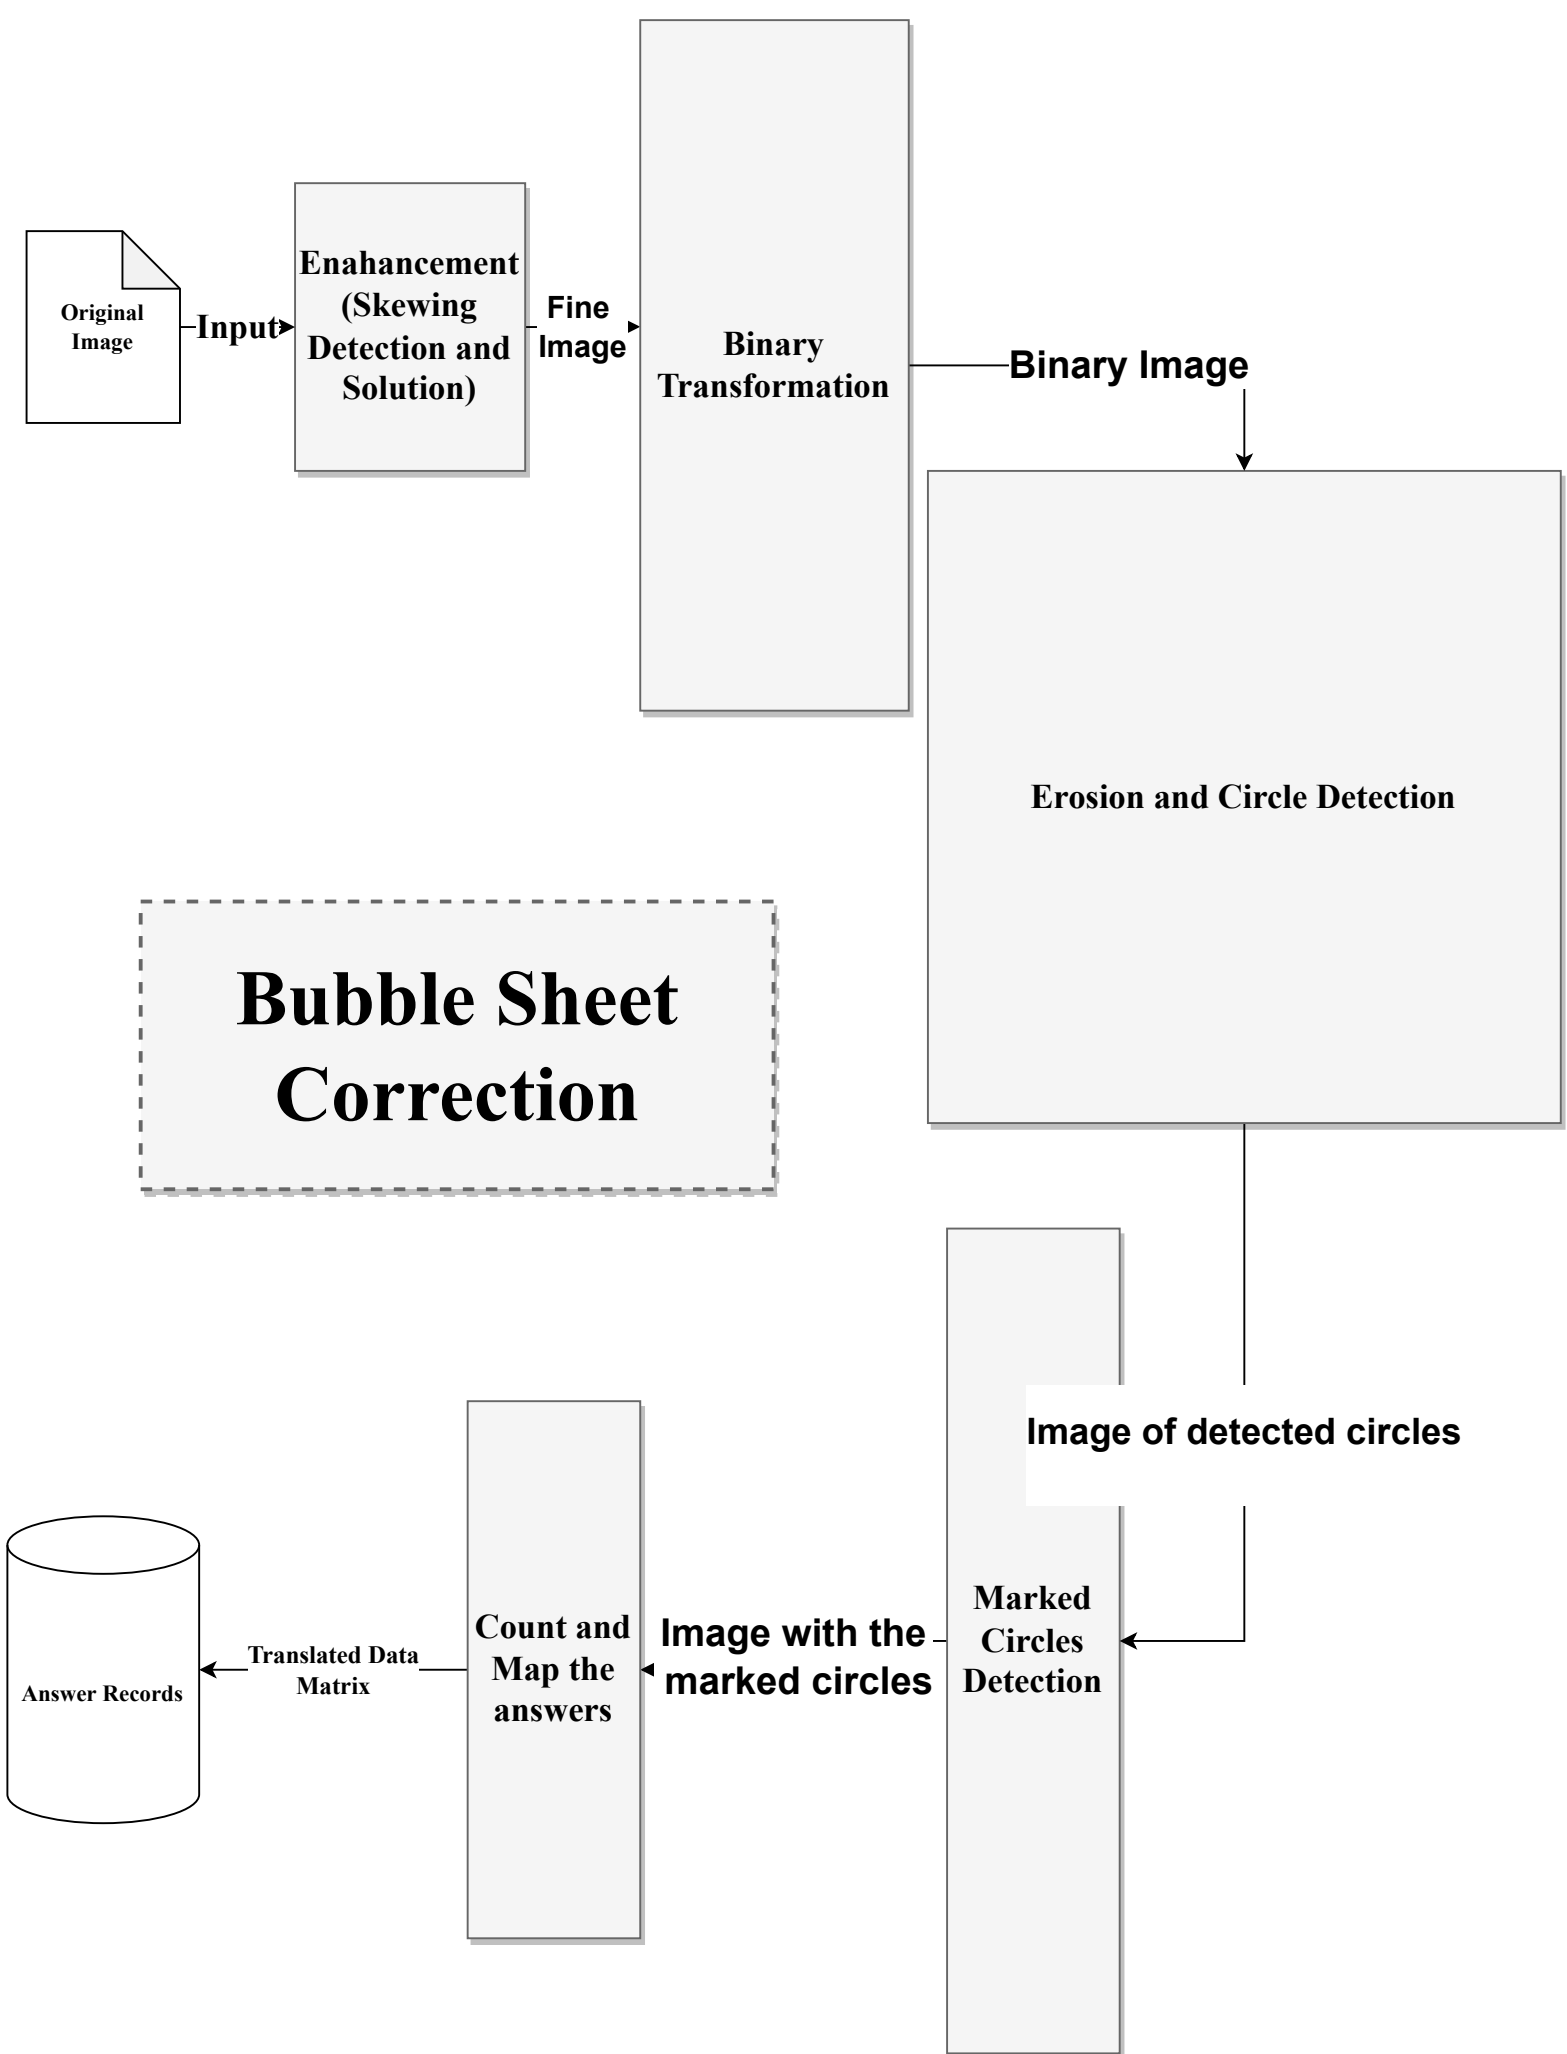 Original
Image
Input
Enahancement
(Skewing
Detection and
Solution)
Fine
Image
Binary
Transformation
Binary Image
Erosion and Circle Detection
Bubble Sheet
Correction
Image of detected circles
Marked
Circles
Detection
Image with the
marked circles
Count and
Map the
answers
Translated Data
Matrix
Answer Records